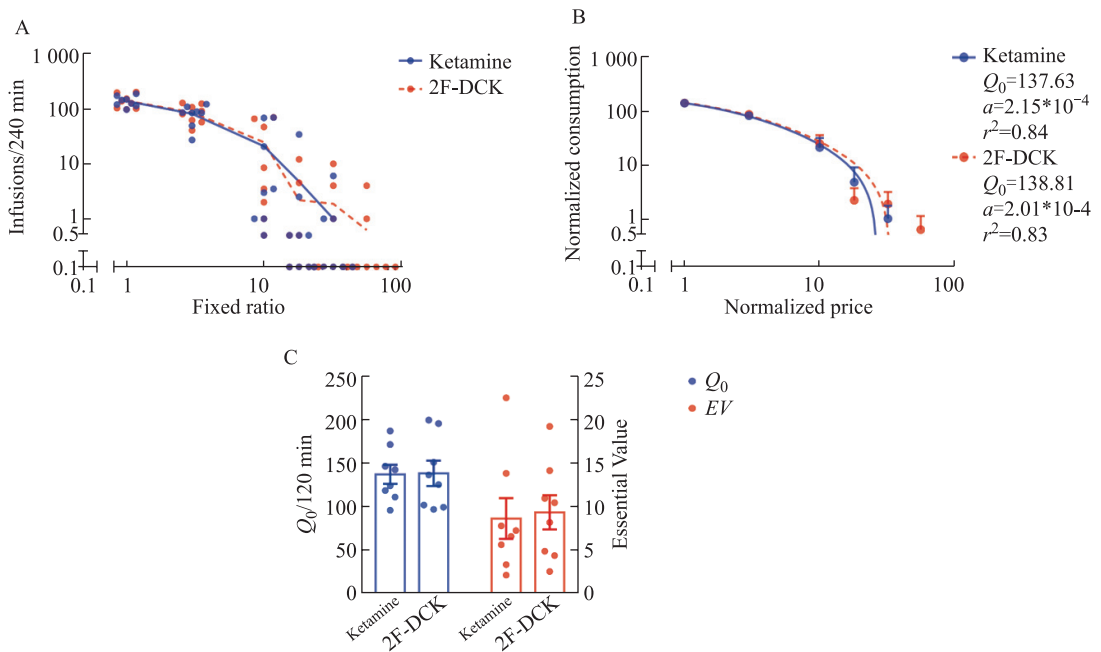 A
1 000
100
10
1
0.5
0.1
0.1
1
10
100
Infusions/240 min
Fixed ratio
Ketamine
2F-DCK
B
1 000
100
10
1
0.5
0.1
0.1
1
10
100
Normalized consumption
Normalized price
Ketamine
Q₀=137.63
a=2.15*10⁻⁴
r²=0.84
2F-DCK
Q₀=138.81
a=2.01*10-4
r²=0.83
C
250
200
150
100
50
0
Q₀/120 min
Ketamine
2F-DCK
Ketamine
2F-DCK
25
20
15
10
5
0
Essential Value
Q₀
EV